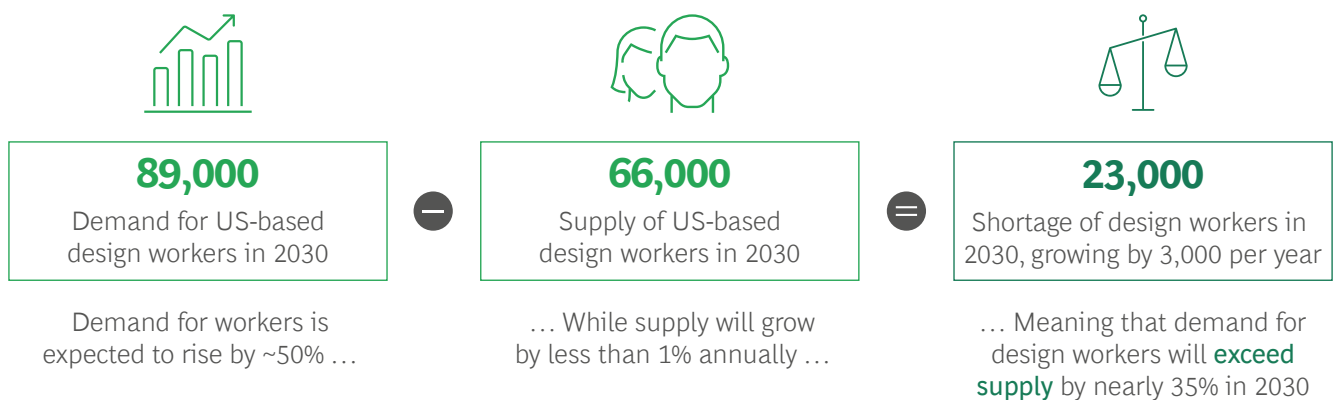 89,000
Demand for US-based
design workers in 2030
Demand for workers is
expected to rise by ~50% …
66,000
Supply of US-based
design workers in 2030
… While supply will grow
by less than 1% annually …
23,000
Shortage of design workers in
2030, growing by 3,000 per year
… Meaning that demand for
design workers will exceed
supply by nearly 35% in 2030